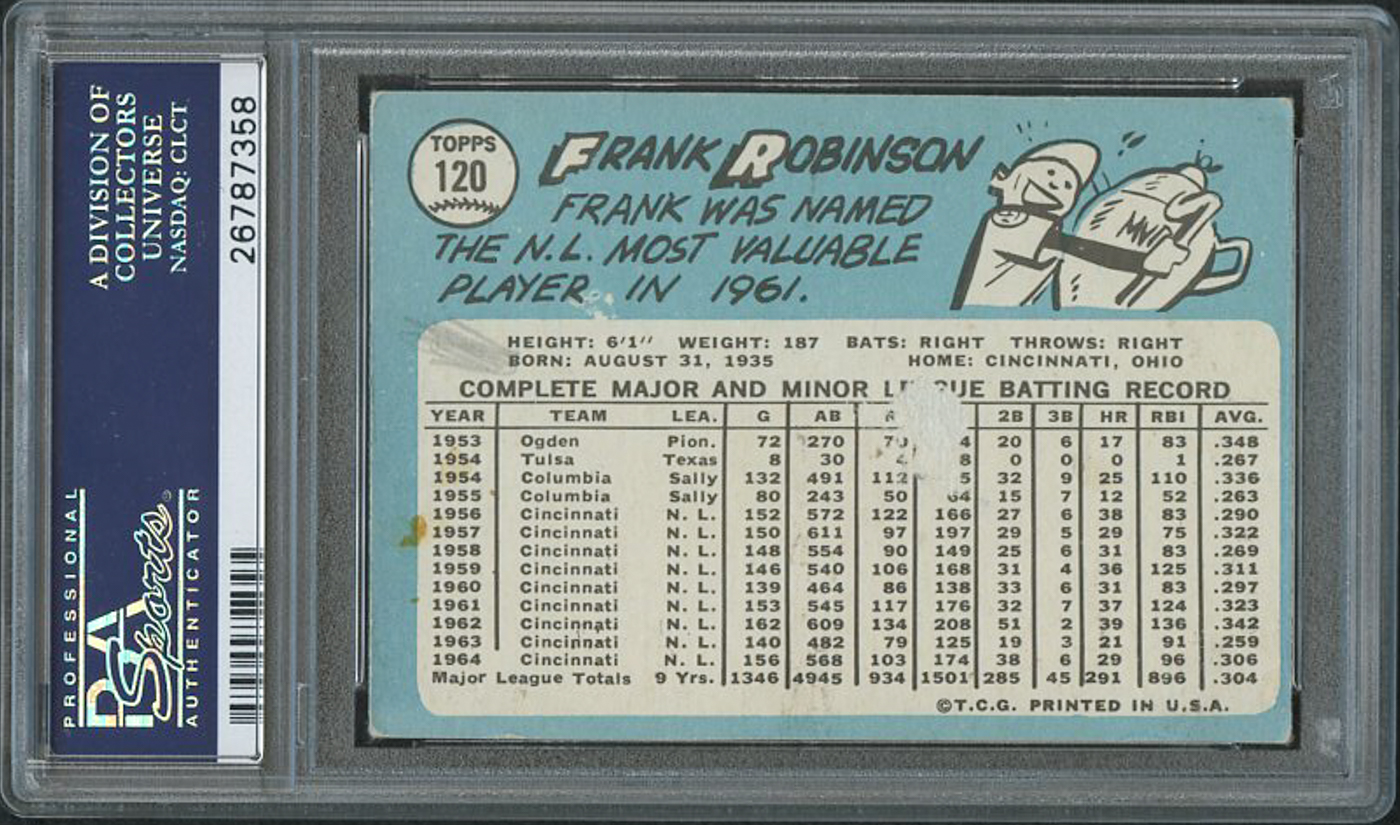 A DIVISION OF
COLLECTORS
UNIVERSE
NASDAQ: CLCT
26787358
PROFESSIONAL
PSA
Sports®
AUTHENTICATOR
TOPPS
120
FRANK ROBINSON
FRANK WAS NAMED
THE N.L. MOST VALUABLE
PLAYER IN 1961.
MVP
HEIGHT: 6'1" WEIGHT: 187 BATS: RIGHT THROWS: RIGHT
BORN: AUGUST 31, 1935 HOME: CINCINNATI, OHIO
COMPLETE MAJOR AND MINOR BATTING RECORD
YEAR TEAM LEA. G AB 2B 3B HR RBI AVG.
1953 Ogden Pion. 72 270 20 6 17 83 .348
1954 Tulsa Texas 8 30 0 0 0 1 .267
1954 Columbia Sally 132 491 112 32 9 25 110 .336
1955 Columbia Sally 80 243 50 64 15 7 12 52 .263
1956 Cincinnati N. L. 152 572 122 166 27 6 38 83 .290
1957 Cincinnati N. L. 150 611 97 197 29 5 29 75 .322
1958 Cincinnati N. L. 148 554 90 149 25 6 31 83 .269
1959 Cincinnati N. L. 146 540 106 168 31 4 36 125 .311
1960 Cincinnati N. L. 139 464 86 138 33 6 31 83 .297
1961 Cincinnati N. L. 153 545 117 176 32 7 37 124 .323
1962 Cincinnati N. L. 162 609 134 208 51 2 39 136 .342
1963 Cincinnati N. L. 140 482 79 125 19 3 21 91 .259
1964 Cincinnati N. L. 156 568 103 174 38 6 29 96 .306
Major League Totals 9 Yrs. 1346 4945 934 1501 285 45 291 896 .304
©T.C.G. PRINTED IN U.S.A.